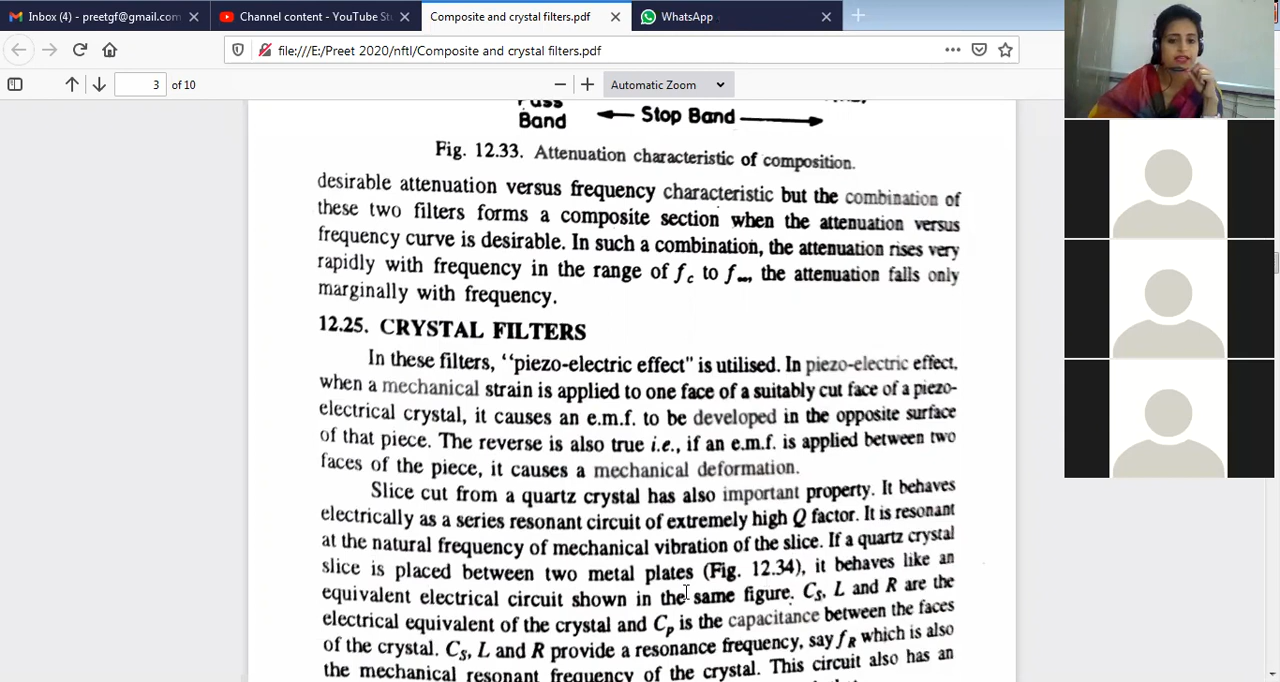 Inbox (4) - preetgf@gmail.com
Channel content - YouTube St
Composite and crystal filters.pdf
WhatsApp
file:///E:/Preet 2020/nftl/Composite and crystal filters.pdf
3 of 10
Automatic Zoom
Pass
Band
Stop Band
Fig. 12.33. Attenuation characteristic of composition.
desirable attenuation versus frequency characteristic but the combination of
these two filters forms a composite section when the attenuation versus
frequency curve is desirable. In such a combination, the attenuation rises very
rapidly with frequency in the range of fc to f∞, the attenuation falls only
marginally with frequency.
12.25. CRYSTAL FILTERS
In these filters, "piezo-electric effect" is utilised. In piezo-electric effect,
when a mechanical strain is applied to one face of a suitably cut face of a piezo-
electrical crystal, it causes an e.m.f. to be developed in the opposite surface
of that piece. The reverse is also true i.e., if an e.m.f. is applied between two
faces of the piece, it causes a mechanical deformation.
Slice cut from a quartz crystal has also important property. It behaves
electrically as a series resonant circuit of extremely high Q factor. It is resonant
at the natural frequency of mechanical vibration of the slice. If a quartz crystal
slice is placed between two metal plates (Fig. 12.34), it behaves like an
equivalent electrical circuit shown in the same figure. CS, L and R are the
electrical equivalent of the crystal and Cp is the capacitance between the faces
of the crystal. CS, L and R provide a resonance frequency, say fR which is also
the mechanical resonant frequency of the crystal. This circuit also has an